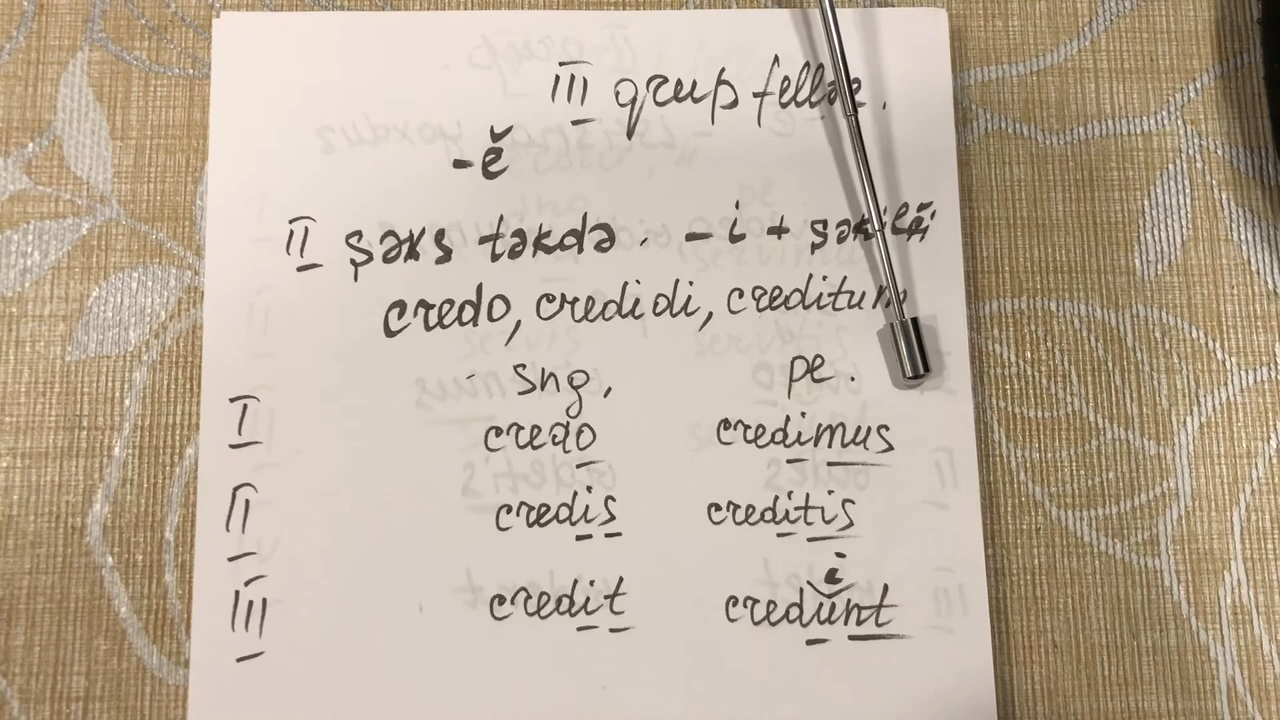 III qrup fellər.
-ĕ
II şəxs təkdə. - i + şəkilçi
credo, credidi, creditum
sng, pl.
I credo credimus
II credis creditis
i
III credit credunt